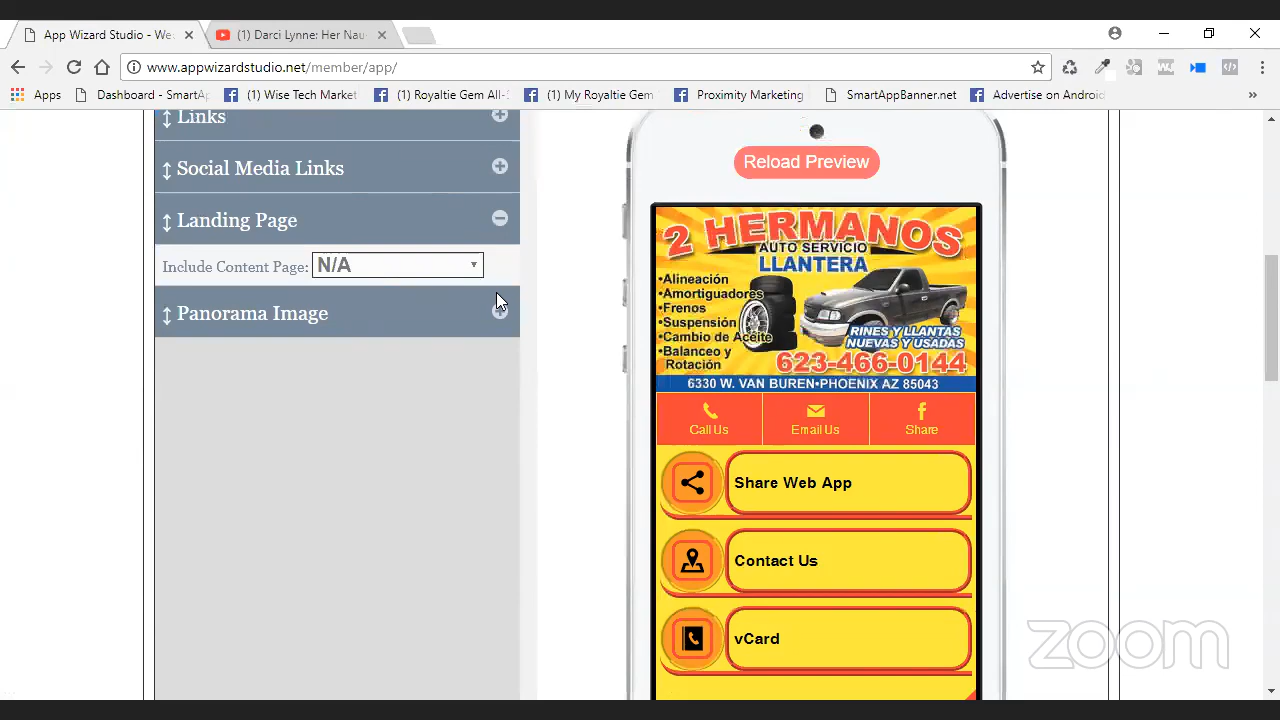 App Wizard Studio - We
(1) Darci Lynne: Her Nau
www.appwizardstudio.net/member/app/
Apps
Dashboard - SmartAp
(1) Wise Tech Market
(1) Royaltie Gem All-S
(1) My Royaltie Gem
Proximity Marketing
SmartAppBanner.net
Advertise on Android
»
Links
Social Media Links
Landing Page
Include Content Page: N/A
Panorama Image
Reload Preview
2 HERMANOS
AUTO SERVICIO
LLANTERA
•Alineación
•Amortiguadores
•Frenos
•Suspensión
•Cambio de Aceite
•Balanceo y
Rotación
RINES Y LLANTAS
NUEVAS Y USADAS
623-466-0144
6330 W. VAN BUREN•PHOENIX AZ 85043
Call Us
Email Us
Share
Share Web App
Contact Us
vCard
zoom